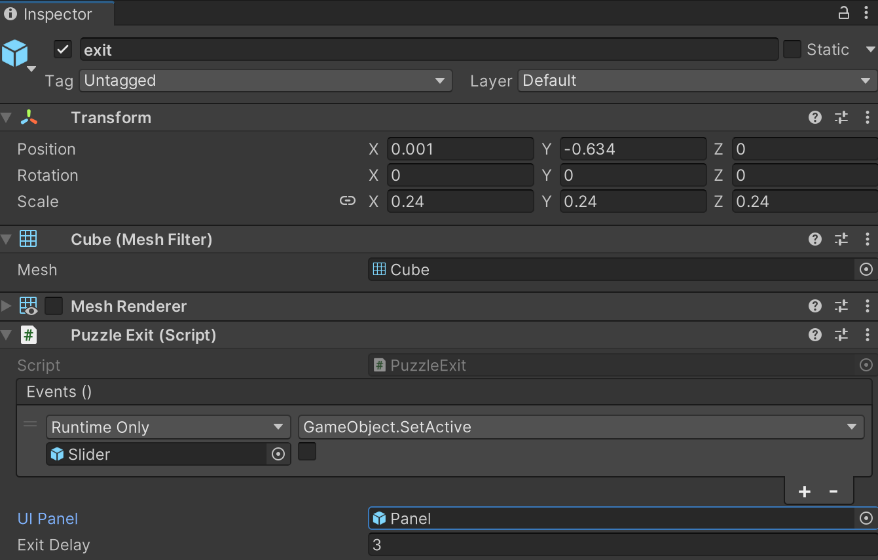 Inspector
exit
Static
Tag Untagged Layer Default
Transform
Position X 0.001 Y -0.634 Z 0
Rotation X 0 Y 0 Z 0
Scale X 0.24 Y 0.24 Z 0.24
Cube (Mesh Filter)
Mesh Cube
Mesh Renderer
Puzzle Exit (Script)
Script PuzzleExit
Events ()
Runtime Only GameObject.SetActive
Slider
+ -
UI Panel Panel
Exit Delay 3